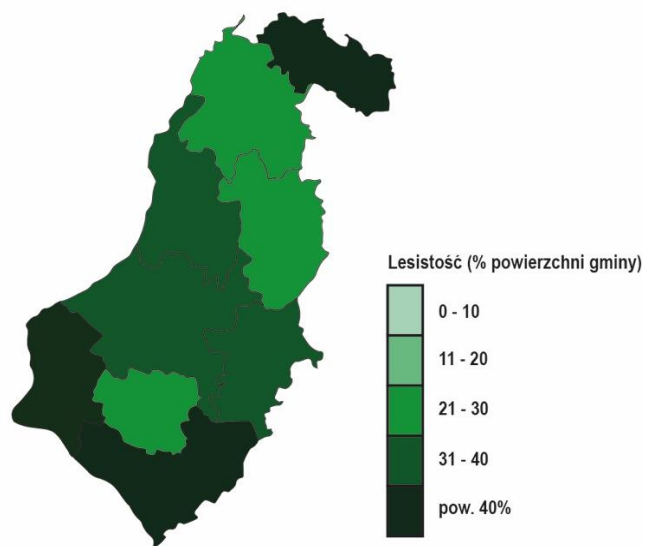 Lesistość (% powierzchni gminy)
0 - 10
11 - 20
21 - 30
31 - 40
pow. 40%